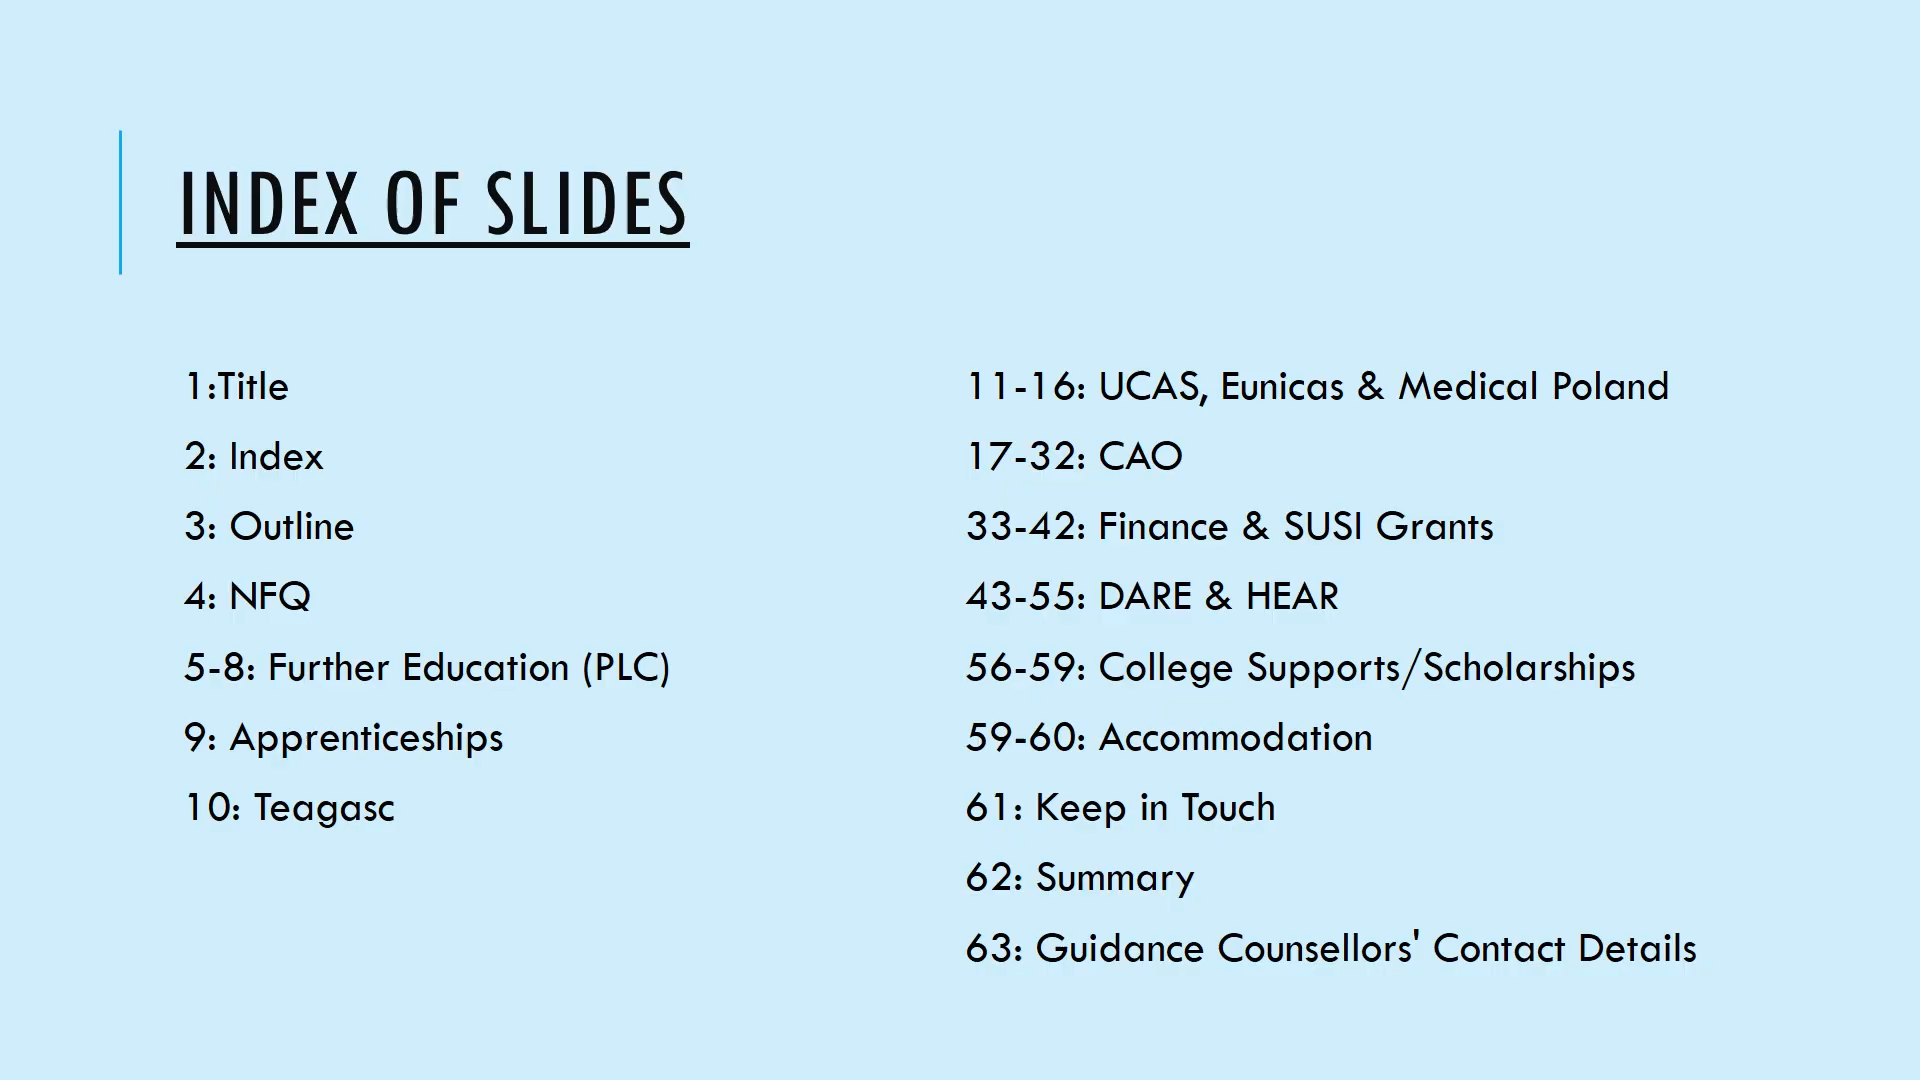 INDEX OF SLIDES
1:Title
2: Index
3: Outline
4: NFQ
5-8: Further Education (PLC)
9: Apprenticeships
10: Teagasc
11-16: UCAS, Eunicas & Medical Poland
17-32: CAO
33-42: Finance & SUSI Grants
43-55: DARE & HEAR
56-59: College Supports/Scholarships
59-60: Accommodation
61: Keep in Touch
62: Summary
63: Guidance Counsellors' Contact Details